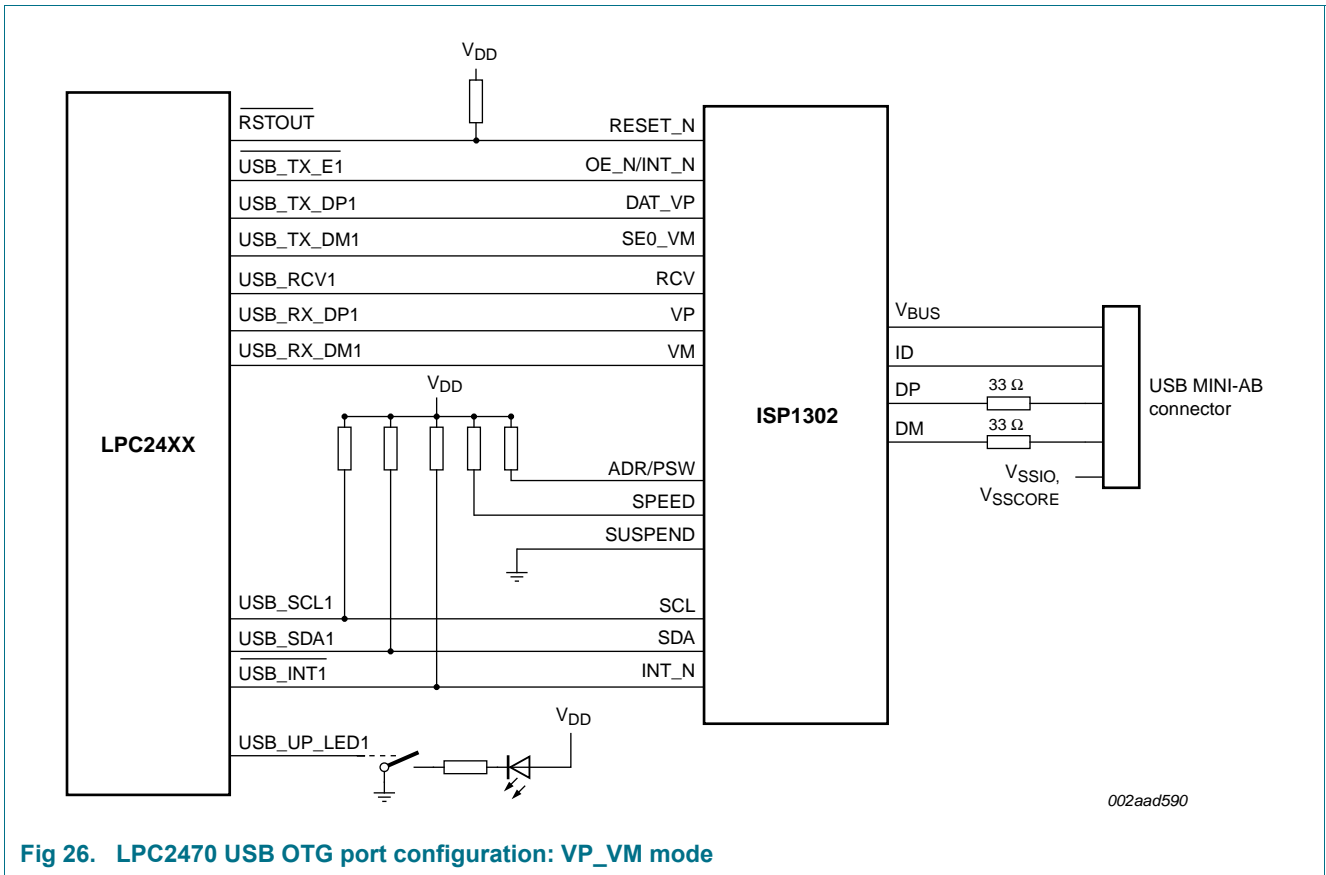 VDD
RSTOUT RESET_N
USB_TX_E1 OE_N/INT_N
USB_TX_DP1 DAT_VP
USB_TX_DM1 SE0_VM
USB_RCV1 RCV
USB_RX_DP1 VP
USB_RX_DM1 VM
VBUS
ID
DP 33 Ω
DM 33 Ω
USB MINI-AB
connector
VSSIO,
VSSCORE
LPC24XX
ISP1302
VDD
ADR/PSW
SPEED
SUSPEND
USB_SCL1 SCL
USB_SDA1 SDA
USB_INT1 INT_N
VDD
USB_UP_LED1
002aad590
Fig 26. LPC2470 USB OTG port configuration: VP_VM mode